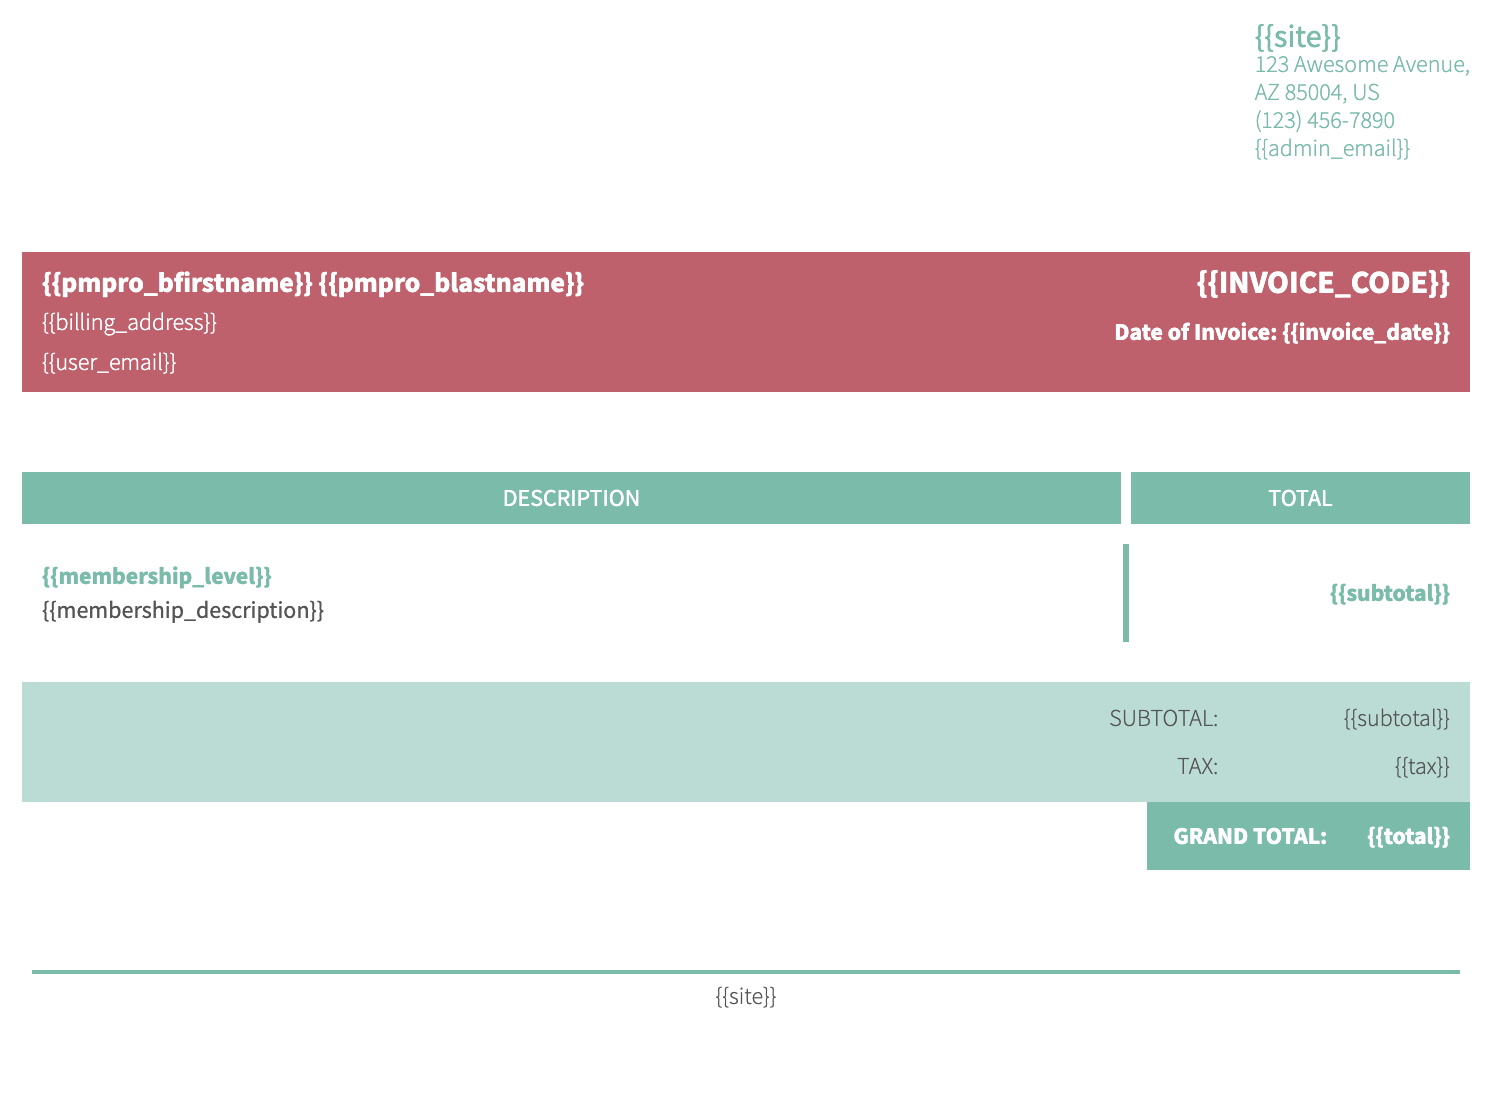 {{site}}
123 Awesome Avenue,
AZ 85004, US
(123) 456-7890
{{admin_email}}
{{pmpro_bfirstname}} {{pmpro_blastname}}
{{billing_address}}
{{user_email}}
{{INVOICE_CODE}}
Date of Invoice: {{invoice_date}}
DESCRIPTION TOTAL
{{membership_level}}
{{membership_description}}
{{subtotal}}
SUBTOTAL: {{subtotal}}
TAX: {{tax}}
GRAND TOTAL: {{total}}
{{site}}